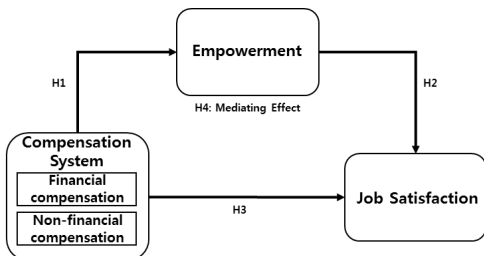 Empowerment
H1
H2
H4: Mediating Effect
Compensation
System
Financial
compensation
Non-financial
compensation
H3
Job Satisfaction